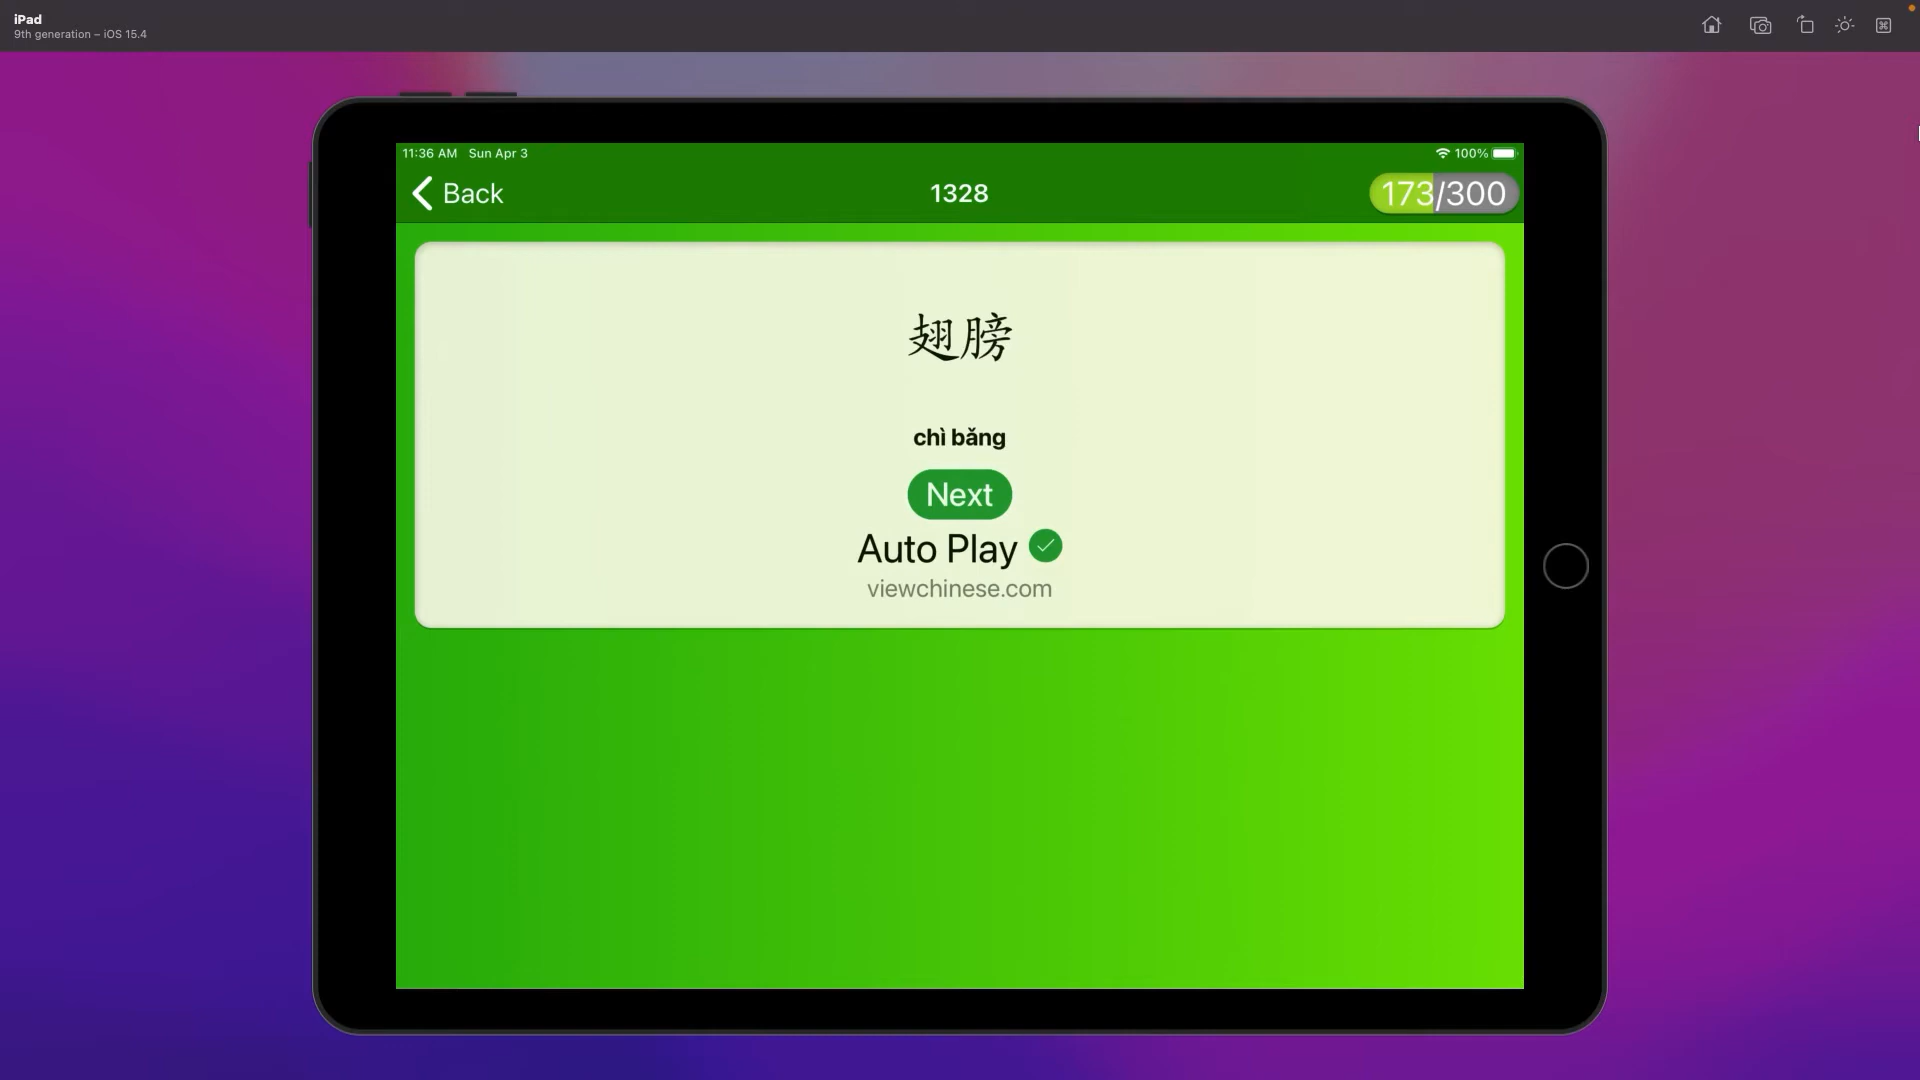 iPad
9th generation – iOS 15.4
11:36 AM Sun Apr 3
100%
Back
1328
173/300
翅膀
chì bǎng
Next
Auto Play
viewchinese.com